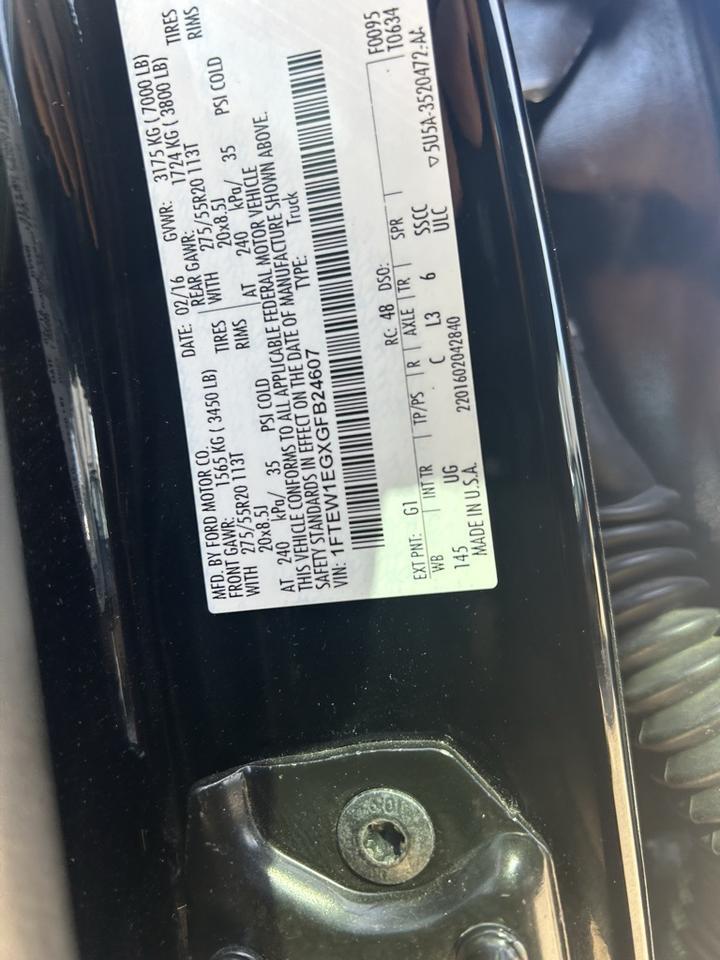 MFD. BY FORD MOTOR CO.
DATE: 02/16 GVWR: 3175 KG ( 7000 LB)
FRONT GAWR: 1565 KG ( 3450 LB) REAR GAWR: 1724 KG ( 3800 LB)
WITH 275/55R20 113T TIRES WITH 275/55R20 113T TIRES
20x8.5J RIMS 20x8.5J RIMS
AT 240 kPa/ 35 PSI COLD AT 240 kPa/ 35 PSI COLD
THIS VEHICLE CONFORMS TO ALL APPLICABLE FEDERAL MOTOR VEHICLE
SAFETY STANDARDS IN EFFECT ON THE DATE OF MANUFACTURE SHOWN ABOVE.
VIN: 1FTEW1EGXGFB24607 TYPE: Truck
F0095
T0634
EXT PNT: G1 RC: 48 DSO:
WB INT TR TP/PS R AXLE TR SPR
145 UG C L3 6 SSCC
ULC
MADE IN U.S.A. 2201602042840 ▽5U5A-3520472-AA
10.9